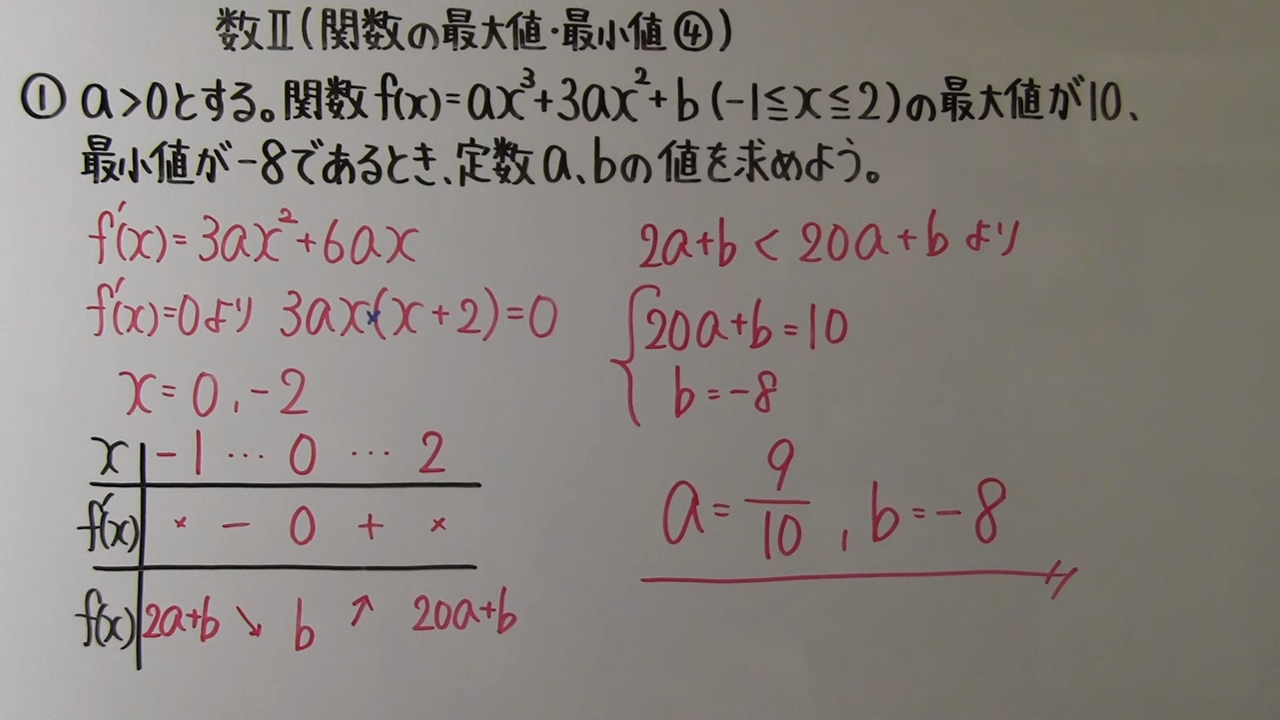 数Ⅱ(関数の最大値・最小値④)
① a>0とする。関数f(x)=ax³+3ax²+b (-1≦x≦2)の最大値が10、
最小値が-8であるとき、定数a、bの値を求めよう。
f'(x)=3ax²+6ax
f'(x)=0より 3ax(x+2)=0
x=0, -2
x -1 … 0 … 2
f'(x) × - 0 + ×
f(x) 2a+b ↘ b ↗ 20a+b
2a+b < 20a+b より
20a+b=10
b=-8
a=9/10, b=-8